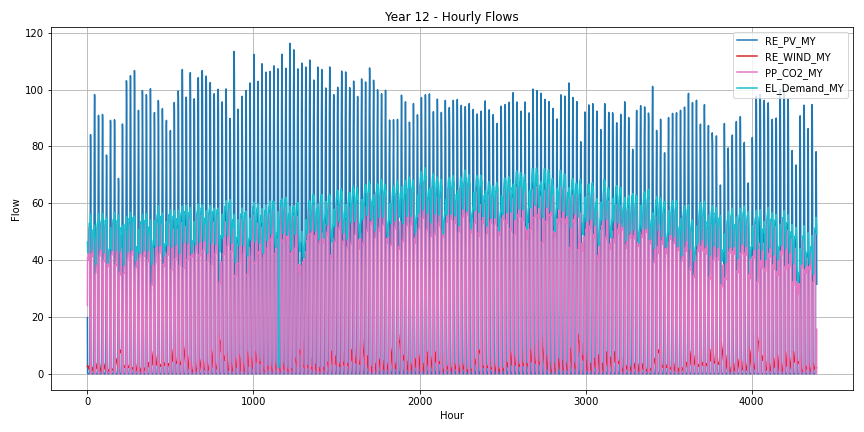 Year 12 - Hourly Flows
120
100
80
60
40
20
0
Flow
RE_PV_MY
RE_WIND_MY
PP_CO2_MY
EL_Demand_MY
0
1000
2000
3000
4000
Hour